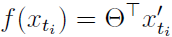 f(x_{t_i}) = Θ^⊤ x'_{t_i}